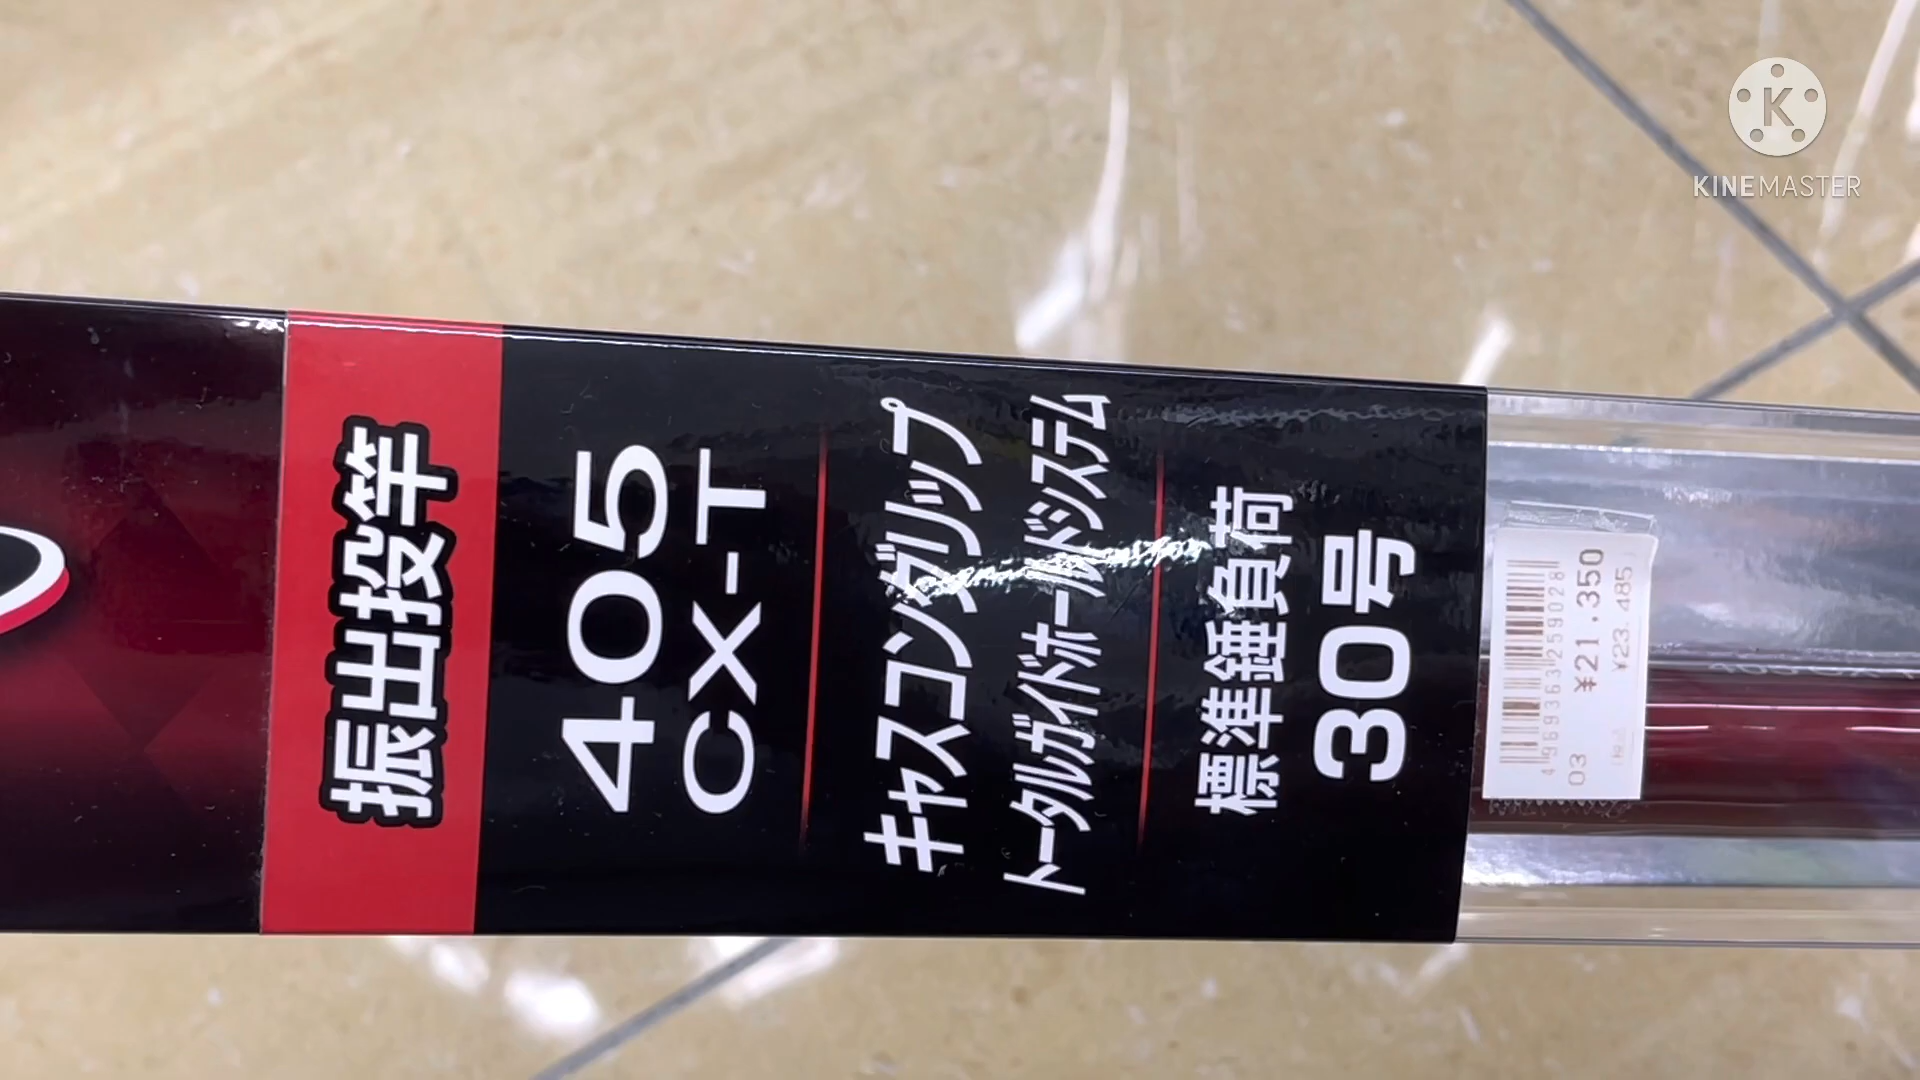 振出投竿
405
CX-T
キャスコングリップ
トータルガイドホールドシステム
標準錘負荷
30号
4969363259028
03 ¥21.350
¥23.485
KINEMASTER